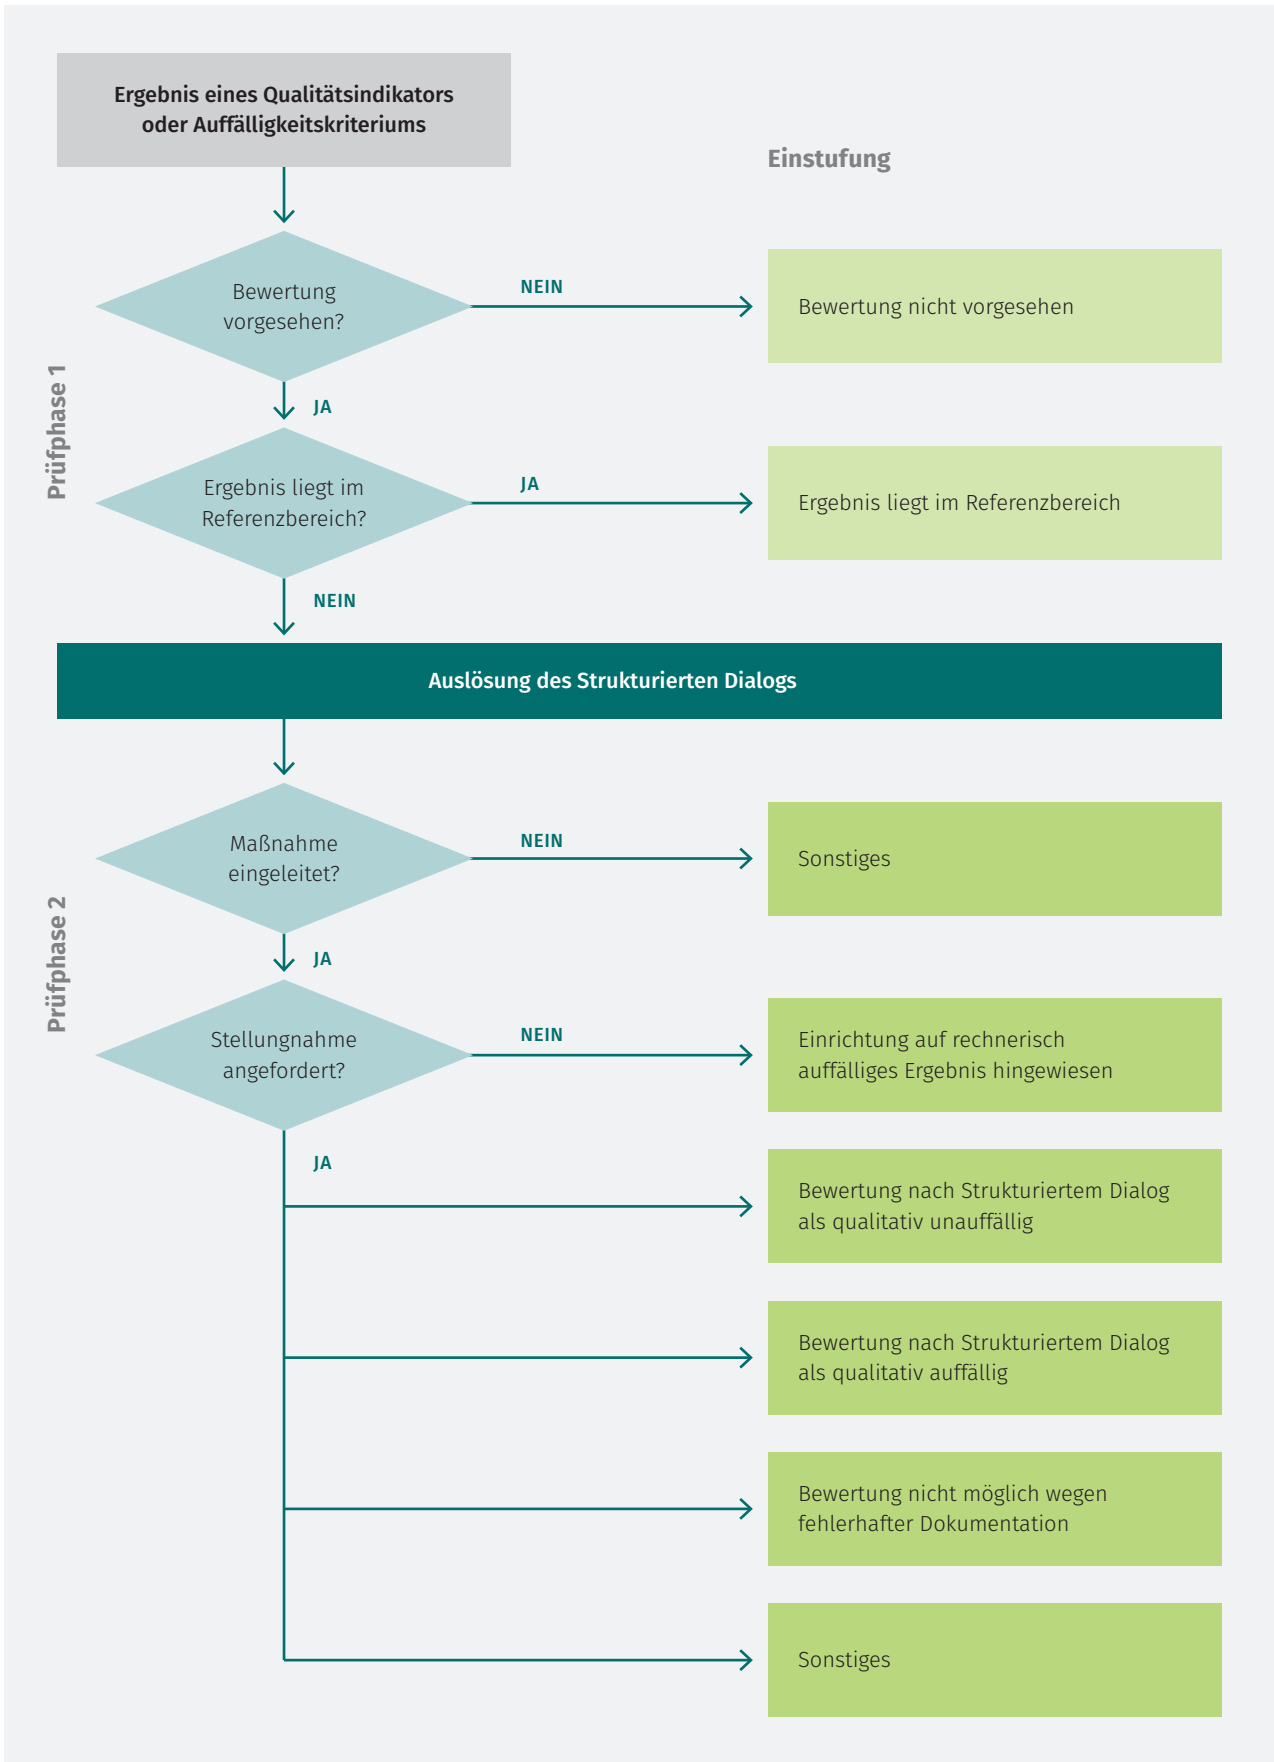 Ergebnis eines Qualitätsindikators
oder Auffälligkeitskriteriums
Einstufung
Prüfphase 1
Bewertung
vorgesehen?
NEIN
Bewertung nicht vorgesehen
JA
Ergebnis liegt im
Referenzbereich?
JA
Ergebnis liegt im Referenzbereich
NEIN
Auslösung des Strukturierten Dialogs
Prüfphase 2
Maßnahme
eingeleitet?
NEIN
Sonstiges
JA
Stellungnahme
angefordert?
NEIN
Einrichtung auf rechnerisch
auffälliges Ergebnis hingewiesen
JA
Bewertung nach Strukturiertem Dialog
als qualitativ unauffällig
Bewertung nach Strukturiertem Dialog
als qualitativ auffällig
Bewertung nicht möglich wegen
fehlerhafter Dokumentation
Sonstiges